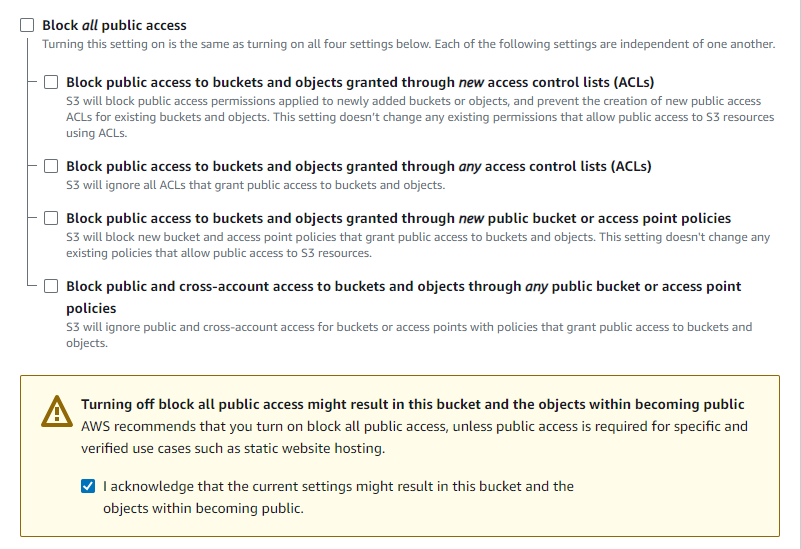 Block all public access
Turning this setting on is the same as turning on all four settings below. Each of the following settings are independent of one another.
Block public access to buckets and objects granted through new access control lists (ACLs)
S3 will block public access permissions applied to newly added buckets or objects, and prevent the creation of new public access
ACLs for existing buckets and objects. This setting doesn't change any existing permissions that allow public access to S3 resources
using ACLs.
Block public access to buckets and objects granted through any access control lists (ACLs)
S3 will ignore all ACLs that grant public access to buckets and objects.
Block public access to buckets and objects granted through new public bucket or access point policies
S3 will block new bucket and access point policies that grant public access to buckets and objects. This setting doesn't change any
existing policies that allow public access to S3 resources.
Block public and cross-account access to buckets and objects through any public bucket or access point
policies
S3 will ignore public and cross-account access for buckets or access points with policies that grant public access to buckets and
objects.
Turning off block all public access might result in this bucket and the objects within becoming public
AWS recommends that you turn on block all public access, unless public access is required for specific and
verified use cases such as static website hosting.
I acknowledge that the current settings might result in this bucket and the
objects within becoming public.